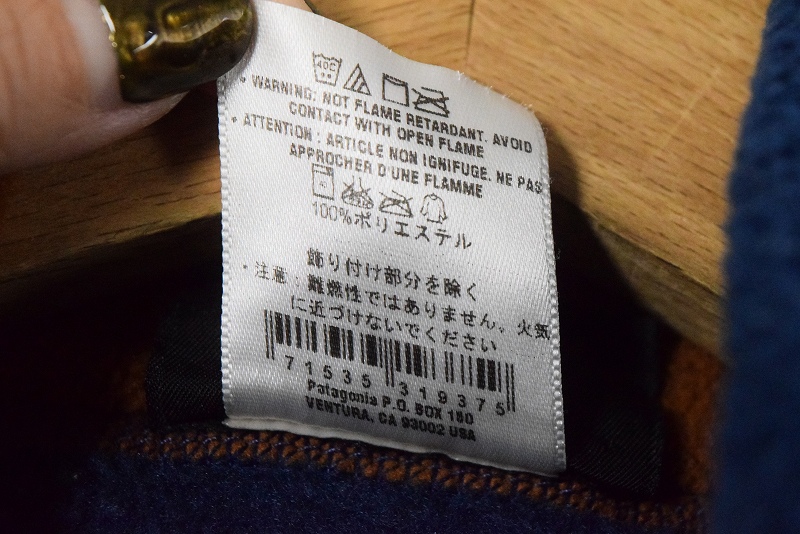 40C
* WARNING: NOT FLAME RETARDANT. AVOID
CONTACT WITH OPEN FLAME
* ATTENTION : ARTICLE NON IGNIFUGE. NE PAS
APPROCHER D'UNE FLAMME
100%ポリエステル
飾り付け部分を除く
・注意：難燃性ではありません。火気
に近づけないでください
71535 319375
Patagonia P.O. BOX 150
VENTURA, CA 93002 USA